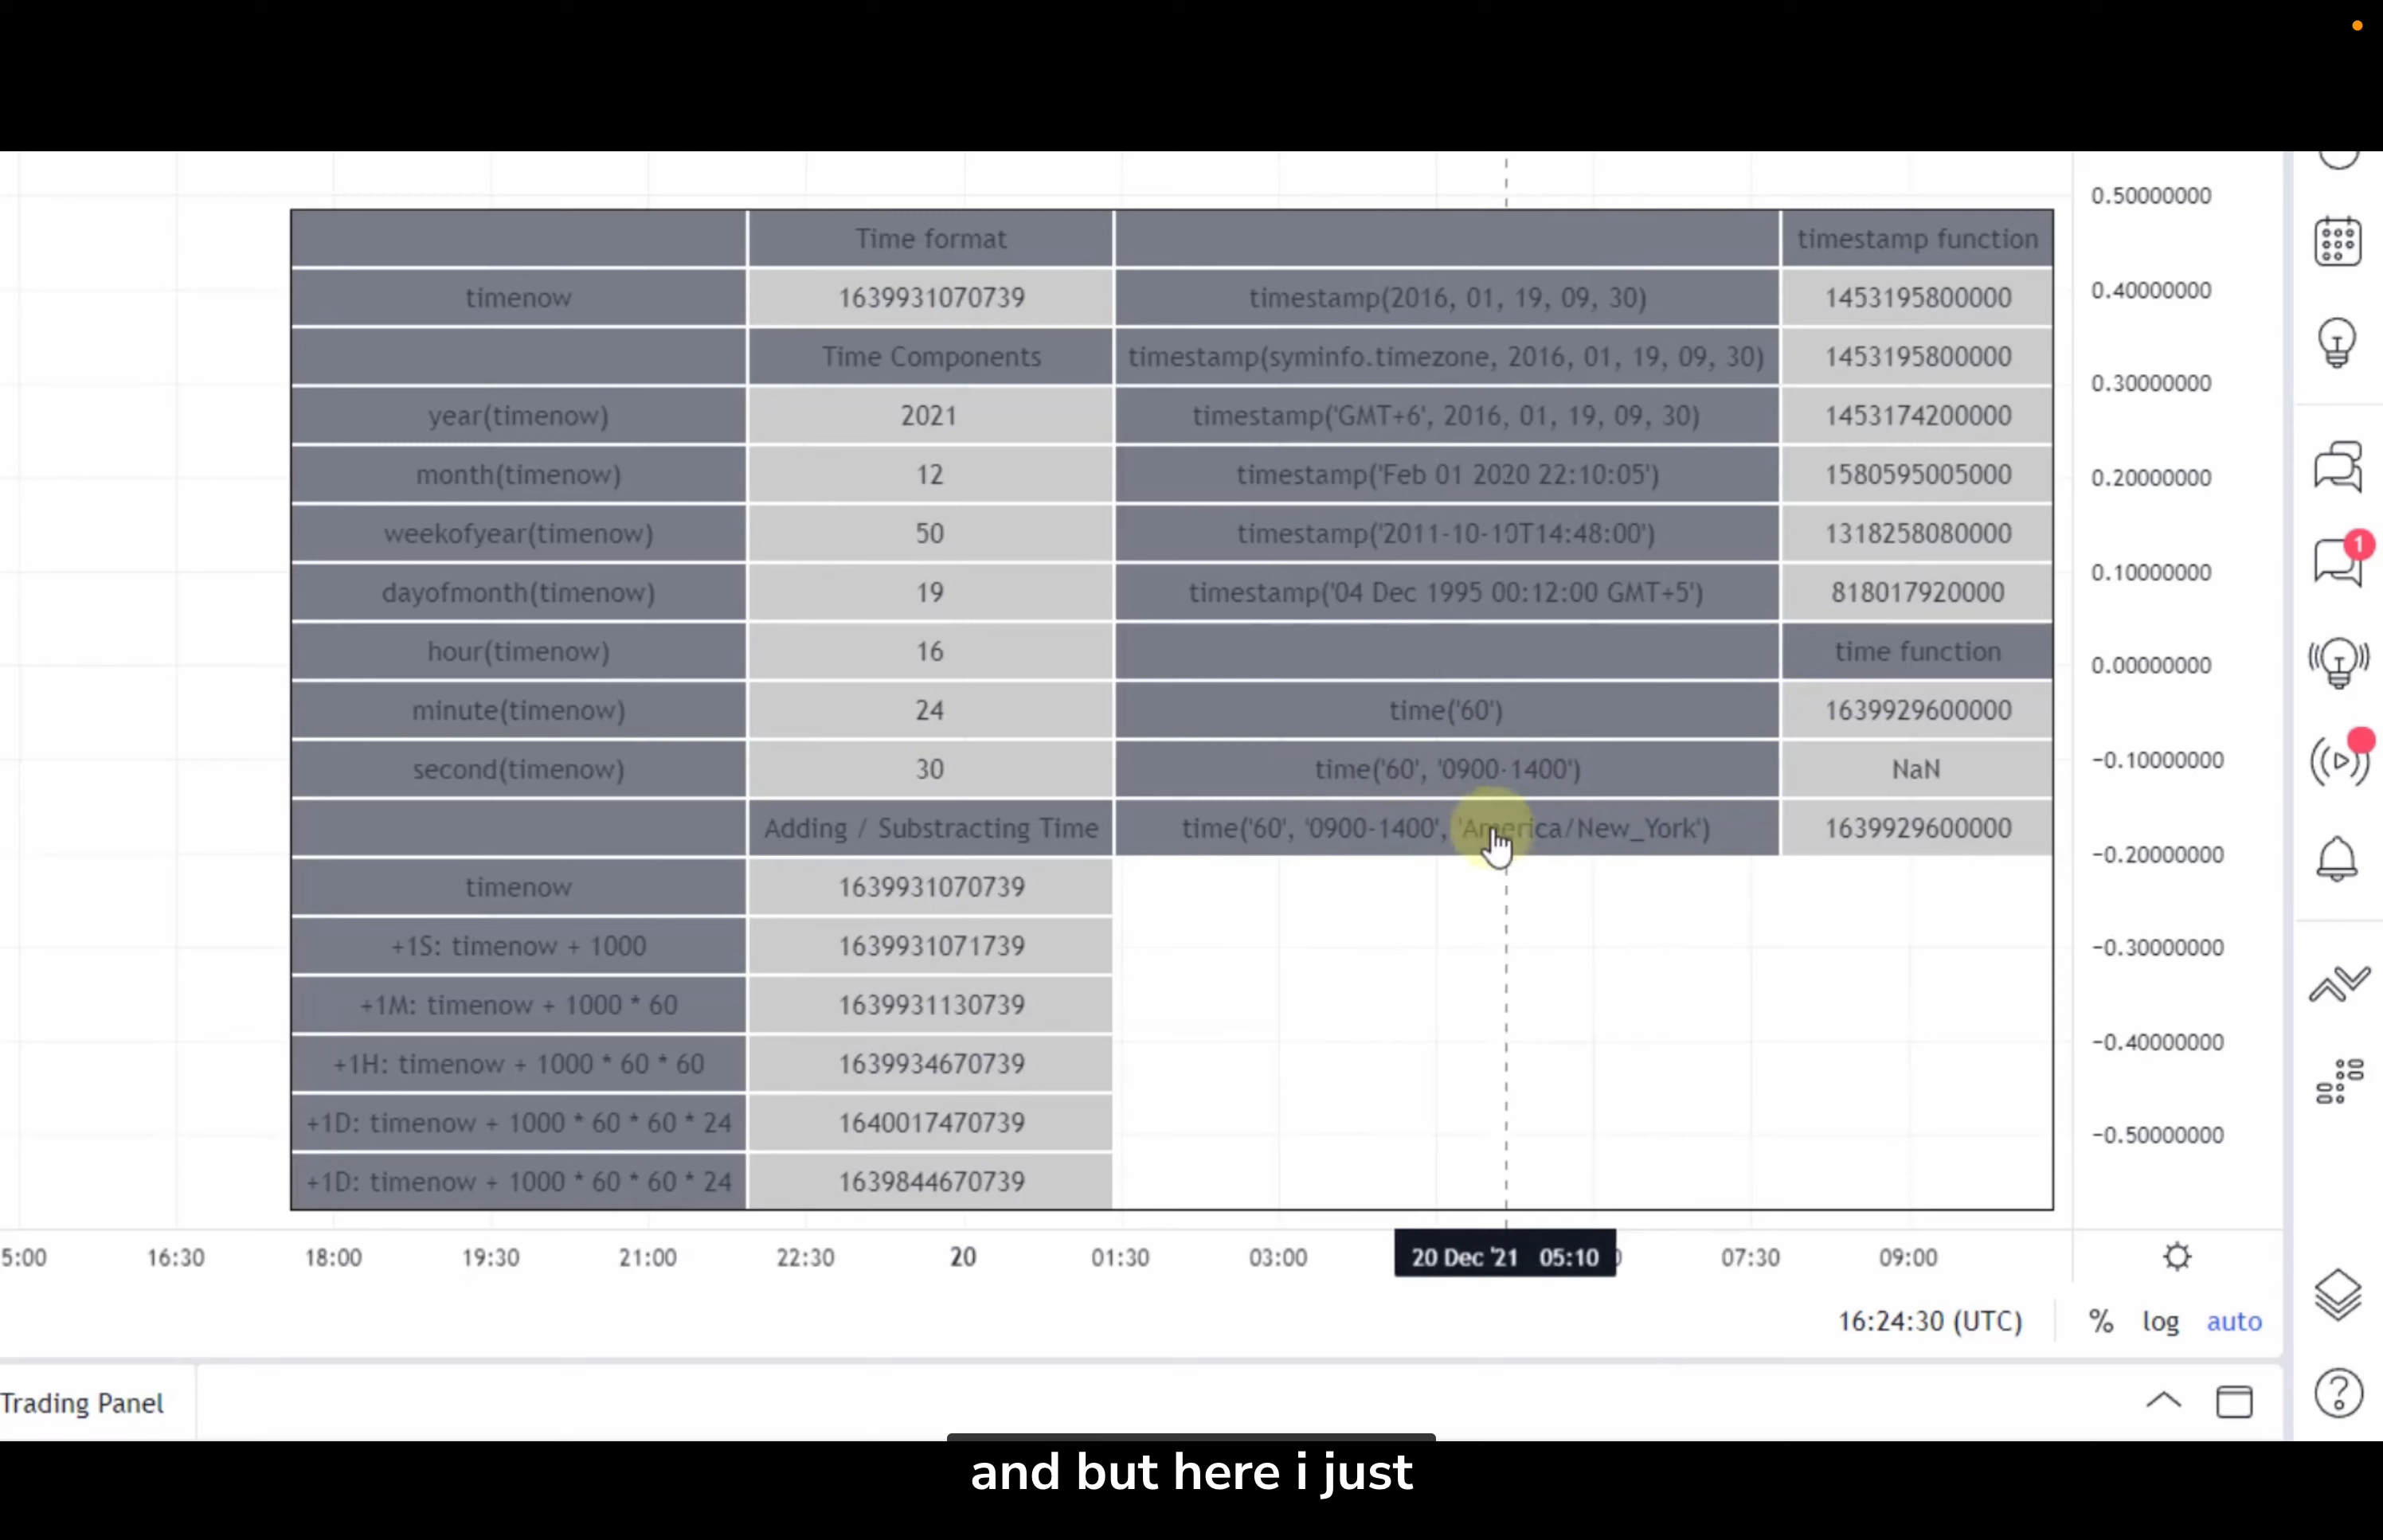 Time format timestamp function
timenow 1639931070739 timestamp(2016, 01, 19, 09, 30) 1453195800000
Time Components timestamp(syminfo.timezone, 2016, 01, 19, 09, 30) 1453195800000
year(timenow) 2021 timestamp('GMT+6', 2016, 01, 19, 09, 30) 1453174200000
month(timenow) 12 timestamp('Feb 01 2020 22:10:05') 1580595005000
weekofyear(timenow) 50 timestamp('2011-10-10T14:48:00') 1318258080000
dayofmonth(timenow) 19 timestamp('04 Dec 1995 00:12:00 GMT+5') 818017920000
hour(timenow) 16 time function
minute(timenow) 24 time('60') 1639929600000
second(timenow) 30 time('60', '0900-1400') NaN
Adding / Substracting Time time('60', '0900-1400', 'America/New_York') 1639929600000
timenow 1639931070739
+1S: timenow + 1000 1639931071739
+1M: timenow + 1000 * 60 1639931130739
+1H: timenow + 1000 * 60 * 60 1639934670739
+1D: timenow + 1000 * 60 * 60 * 24 1640017470739
+1D: timenow + 1000 * 60 * 60 * 24 1639844670739
0.50000000
0.40000000
0.30000000
0.20000000
1
0.10000000
0.00000000
-0.10000000
-0.20000000
-0.30000000
-0.40000000
-0.50000000
5:00 16:30 18:00 19:30 21:00 22:30 20 01:30 03:00 20 Dec '21 05:10 07:30 09:00
16:24:30 (UTC) % log auto
Trading Panel
and but here i just